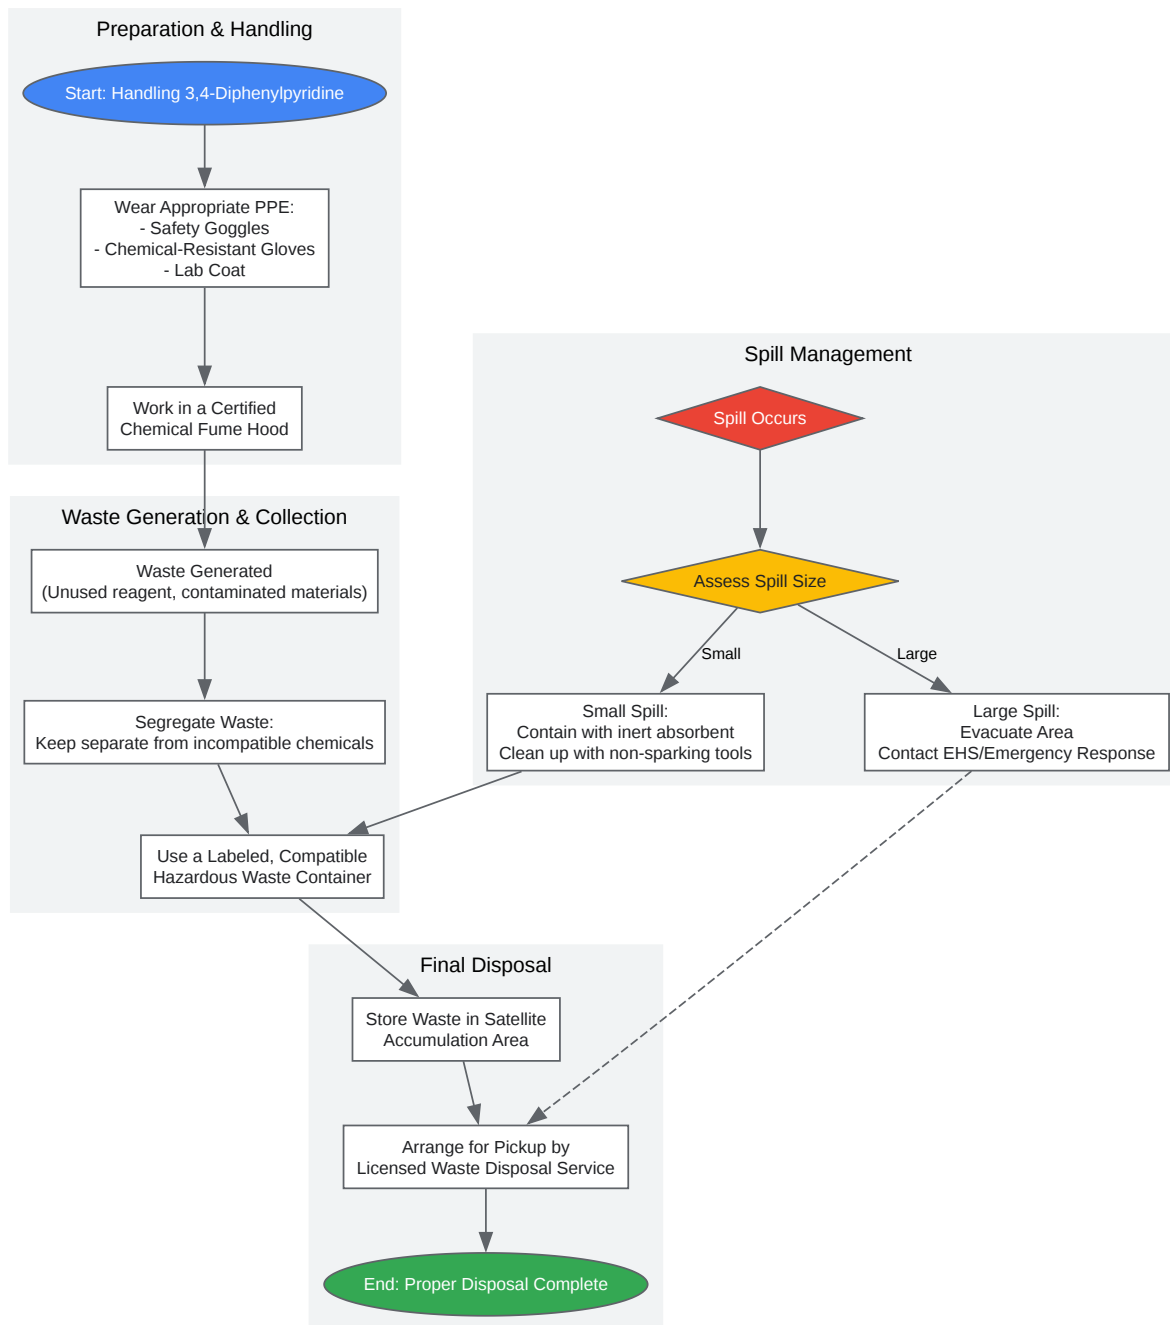 Preparation & Handling
Start: Handling 3,4-Diphenylpyridine
Wear Appropriate PPE:
- Safety Goggles
- Chemical-Resistant Gloves
- Lab Coat
Work in a Certified
Chemical Fume Hood
Waste Generation & Collection
Waste Generated
(Unused reagent, contaminated materials)
Segregate Waste:
Keep separate from incompatible chemicals
Use a Labeled, Compatible
Hazardous Waste Container
Spill Management
Spill Occurs
Assess Spill Size
Small
Large
Small Spill:
Contain with inert absorbent
Clean up with non-sparking tools
Large Spill:
Evacuate Area
Contact EHS/Emergency Response
Final Disposal
Store Waste in Satellite
Accumulation Area
Arrange for Pickup by
Licensed Waste Disposal Service
End: Proper Disposal Complete